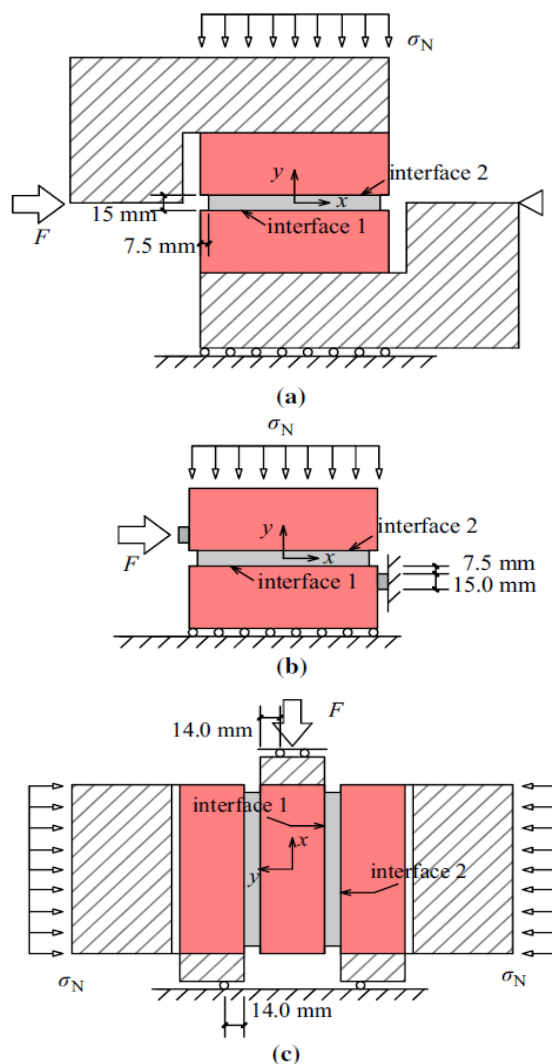 σN
y
interface 2
x
15 mm
F
interface 1
7.5 mm
(a)
σN
y
interface 2
F
x
7.5 mm
interface 1
15.0 mm
(b)
F
14.0 mm
interface 1
x
y
interface 2
σN
σN
14.0 mm
(c)